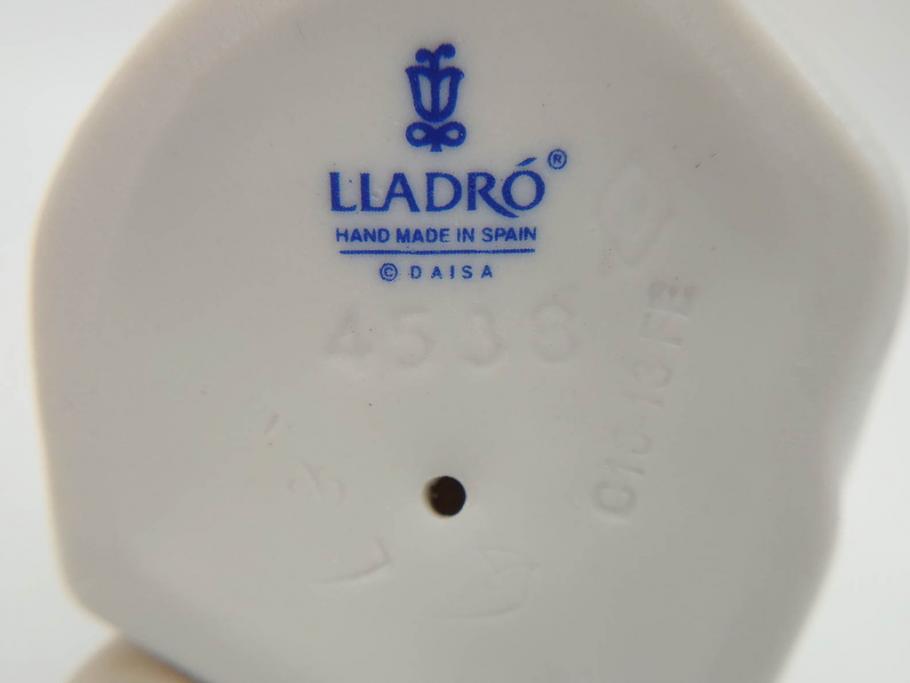 LLADRÓ®
HAND MADE IN SPAIN
© DAISA
4538